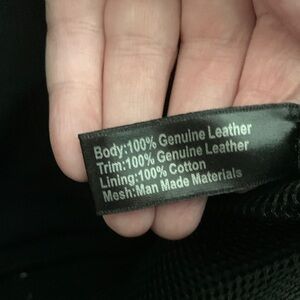 Body:100% Genuine Leather
Trim:100% Genuine Leather
Lining:100% Cotton
Mesh:Man Made Materials